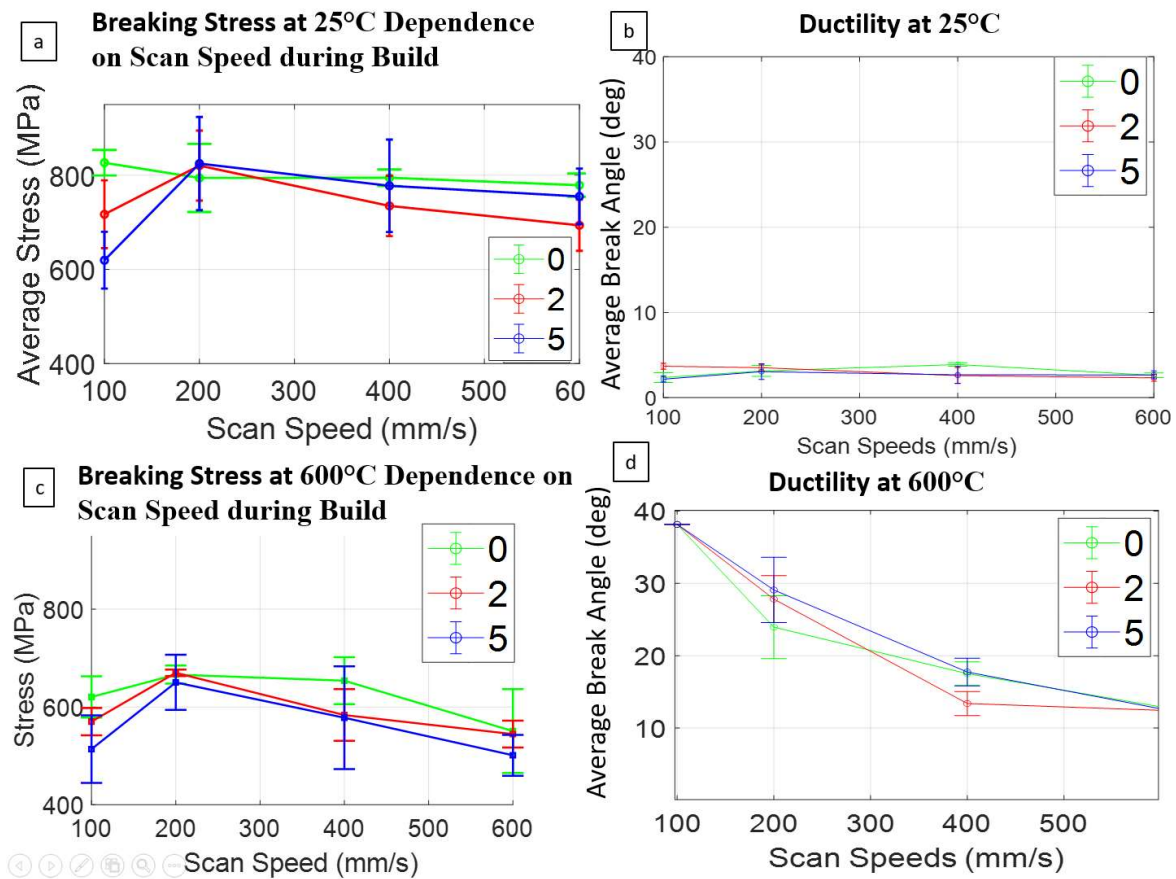 a
Breaking Stress at 25°C Dependence
on Scan Speed during Build
Average Stress (MPa)
800
600
400
100
200
300
400
500
600
Scan Speed (mm/s)
0
2
5
b
Ductility at 25°C
Average Break Angle (deg)
40
30
20
10
0
100
200
300
400
500
600
Scan Speeds (mm/s)
0
2
5
c
Breaking Stress at 600°C Dependence on
Scan Speed during Build
Stress (MPa)
800
600
400
100
200
300
400
500
600
Scan Speed (mm/s)
0
2
5
d
Ductility at 600°C
Average Break Angle (deg)
40
30
20
10
100
200
300
400
500
Scan Speeds (mm/s)
0
2
5